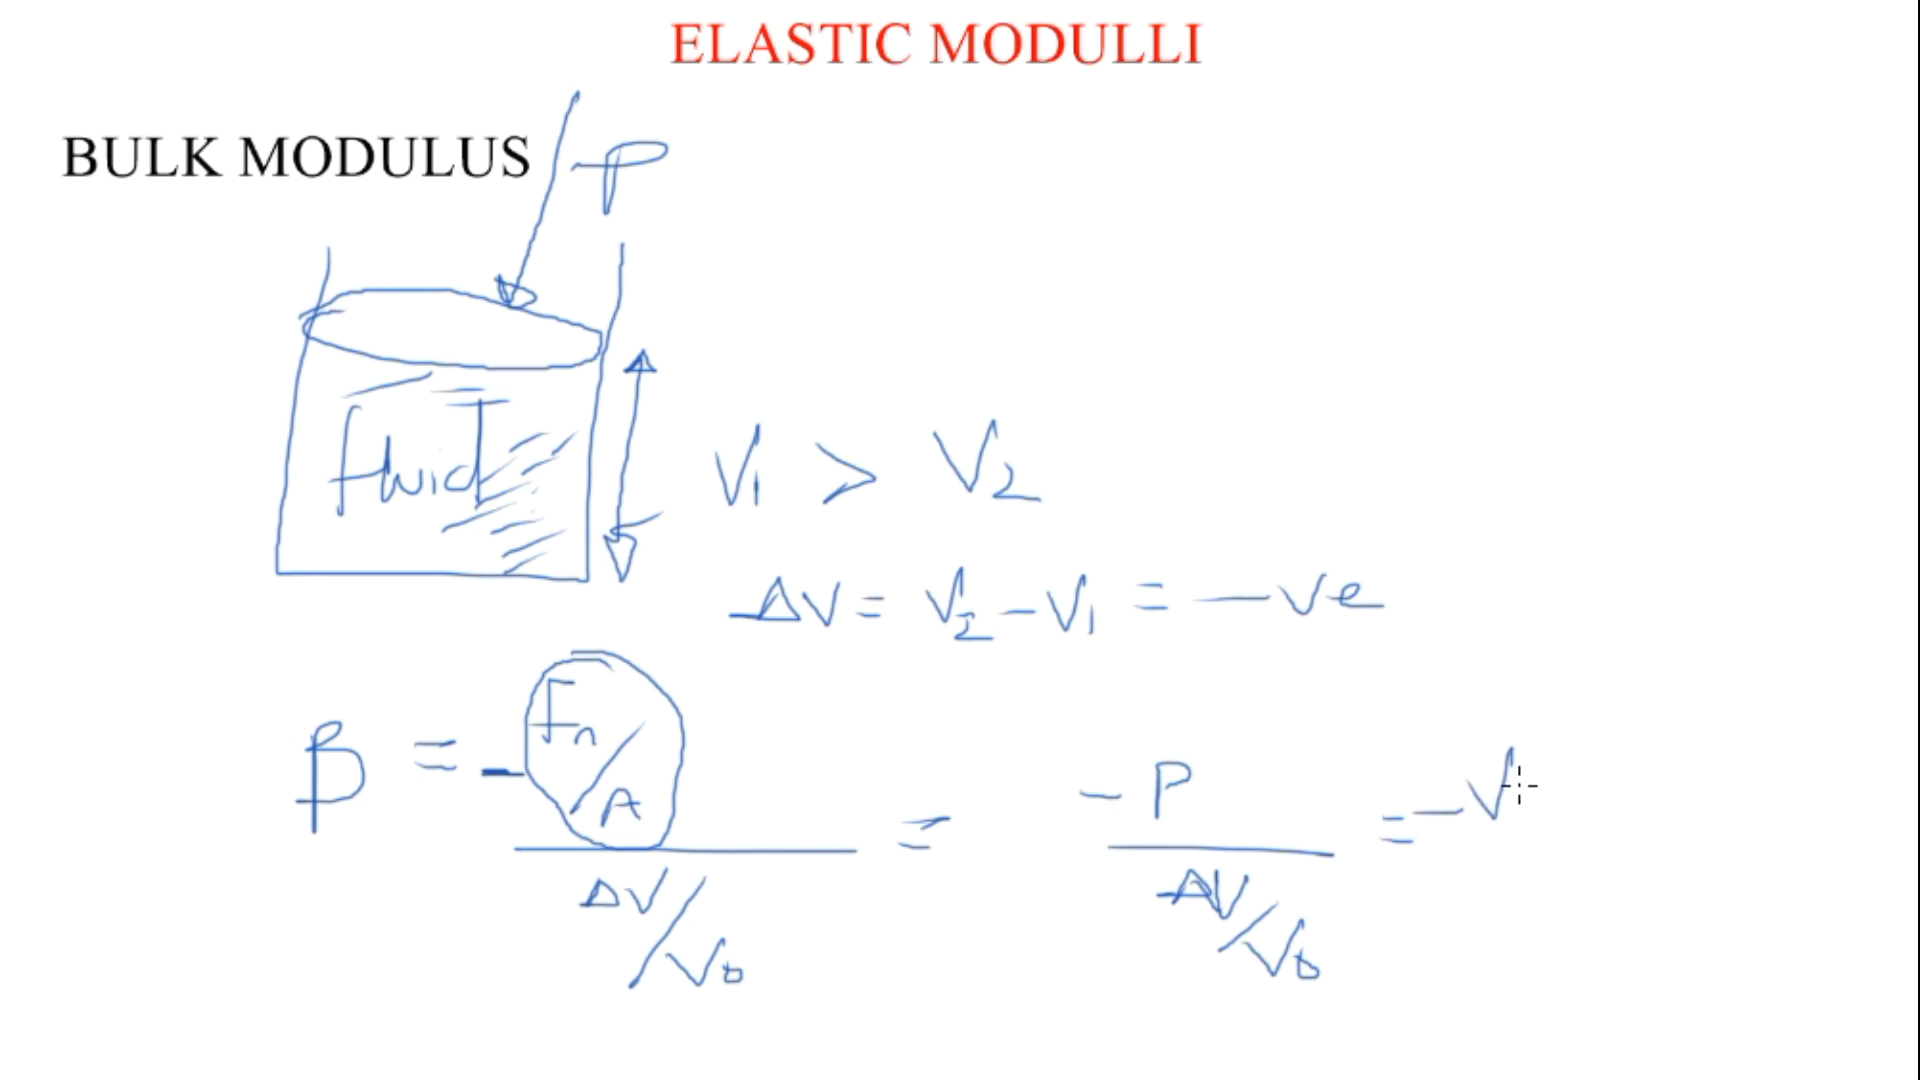 ELASTIC MODULLI
BULK MODULUS
P
fluid
V₁ > V₂
ΔV = V₂ - V₁ = -ve
B = - Fn/A / ΔV/V₀ = -P / ΔV/V₀ = -V